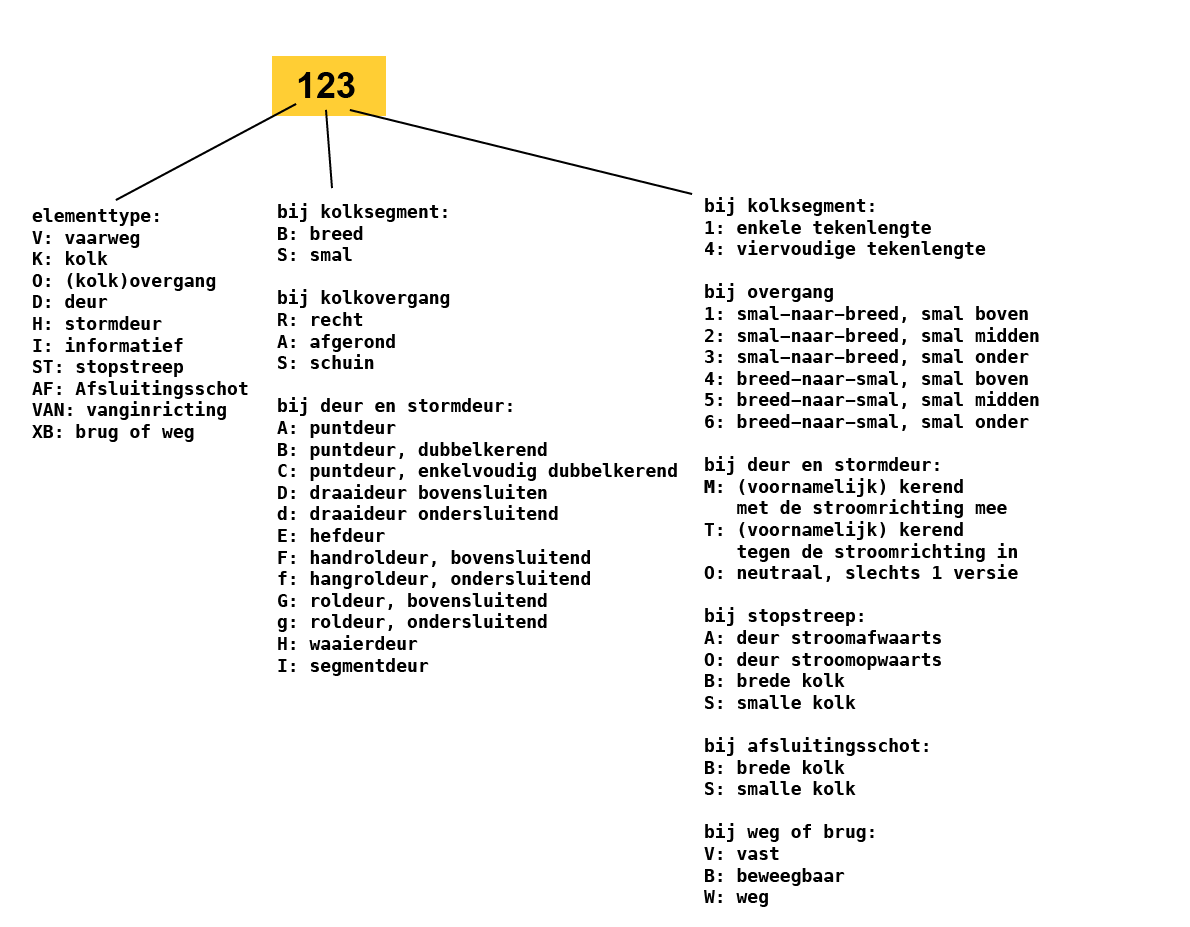 123
elementtype:
V: vaarweg
K: kolk
O: (kolk)overgang
D: deur
H: stormdeur
I: informatief
ST: stopstreep
AF: Afsluitingsschot
VAN: vanginricting
XB: brug of weg
bij kolksegment:
B: breed
S: smal
bij kolkovergang
R: recht
A: afgerond
S: schuin
bij deur en stormdeur:
A: puntdeur
B: puntdeur, dubbelkerend
C: puntdeur, enkelvoudig dubbelkerend
D: draaideur bovensluiten
d: draaideur ondersluitend
E: hefdeur
F: handroldeur, bovensluitend
f: hangroldeur, ondersluitend
G: roldeur, bovensluitend
g: roldeur, ondersluitend
H: waaierdeur
I: segmentdeur
bij kolksegment:
1: enkele tekenlengte
4: viervoudige tekenlengte
bij overgang
1: smal–naar–breed, smal boven
2: smal–naar–breed, smal midden
3: smal–naar–breed, smal onder
4: breed–naar–smal, smal boven
5: breed–naar–smal, smal midden
6: breed–naar–smal, smal onder
bij deur en stormdeur:
M: (voornamelijk) kerend
met de stroomrichting mee
T: (voornamelijk) kerend
tegen de stroomrichting in
O: neutraal, slechts 1 versie
bij stopstreep:
A: deur stroomafwaarts
O: deur stroomopwaarts
B: brede kolk
S: smalle kolk
bij afsluitingsschot:
B: brede kolk
S: smalle kolk
bij weg of brug:
V: vast
B: beweegbaar
W: weg